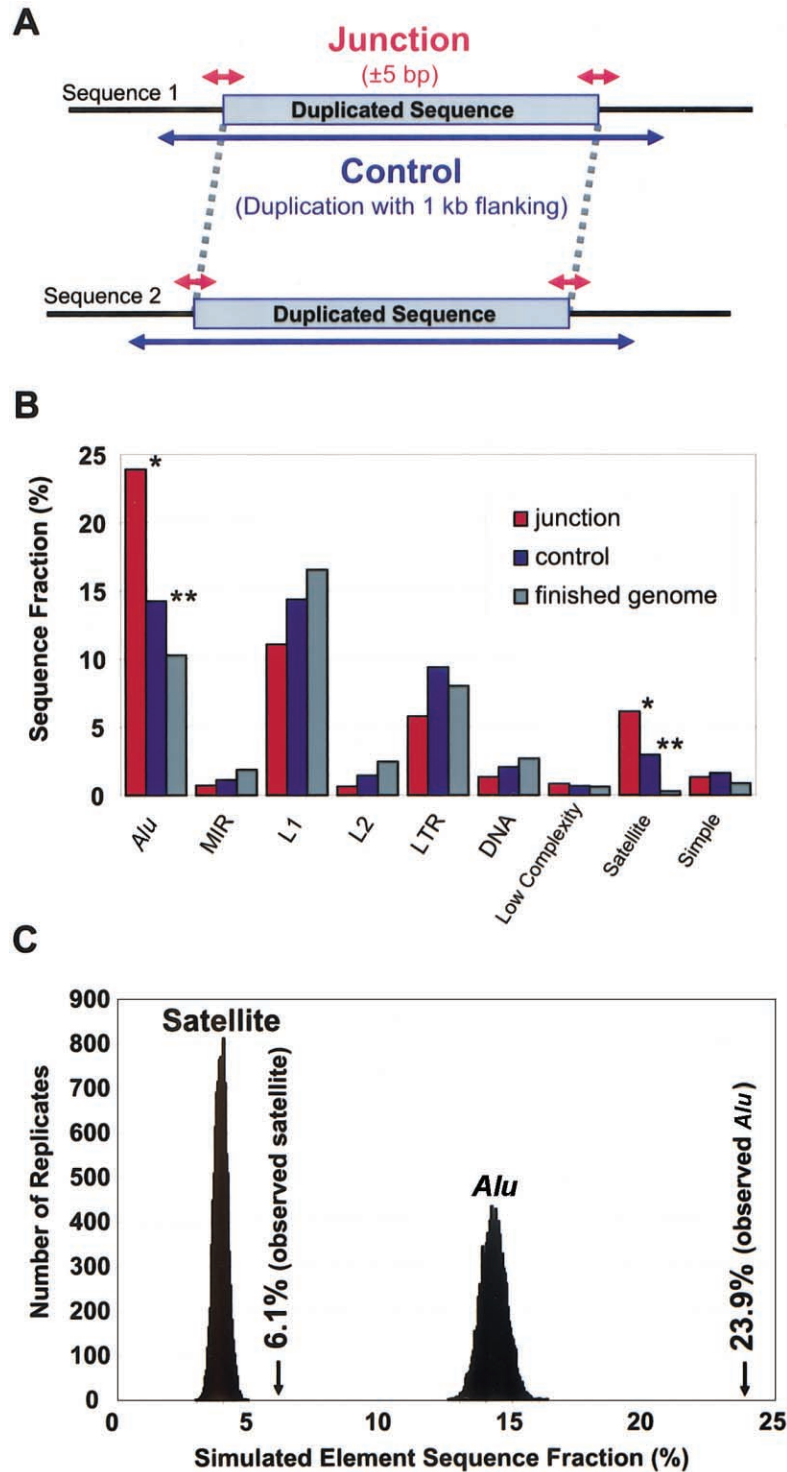 A
Junction
(±5 bp)
Sequence 1
Duplicated Sequence
Control
(Duplication with 1 kb flanking)
Sequence 2
Duplicated Sequence
B
Sequence Fraction (%)
25
20
15
10
5
0
*
**
*
**
junction
control
finished genome
Alu
MIR
L1
L2
LTR
DNA
Low Complexity
Satellite
Simple
C
Number of Replicates
900
800
700
600
500
400
300
200
100
0
Satellite
6.1% (observed satellite)
Alu
23.9% (observed Alu)
0
5
10
15
20
25
Simulated Element Sequence Fraction (%)